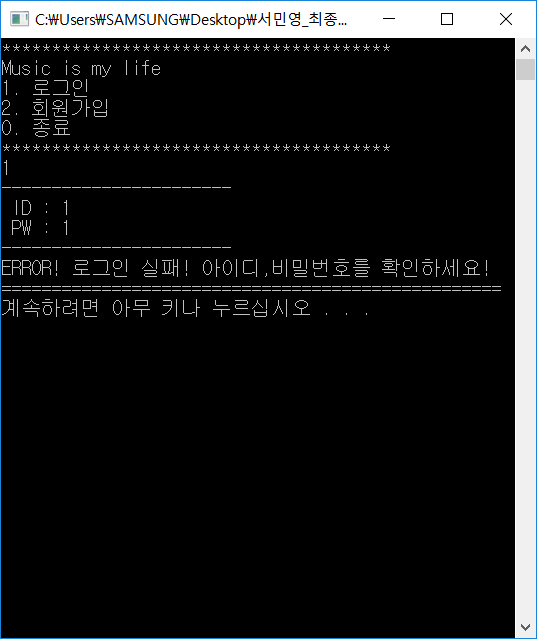 C:₩Users₩SAMSUNG₩Desktop₩서민영_최종...
***************************************
Music is my life
1. 로그인
2. 회원가입
0. 종료
***************************************
1
-----------------------
ID : 1
PW : 1
-----------------------
ERROR! 로그인 실패! 아이디,비밀번호를 확인하세요!
==================================================
계속하려면 아무 키나 누르십시오 . . .